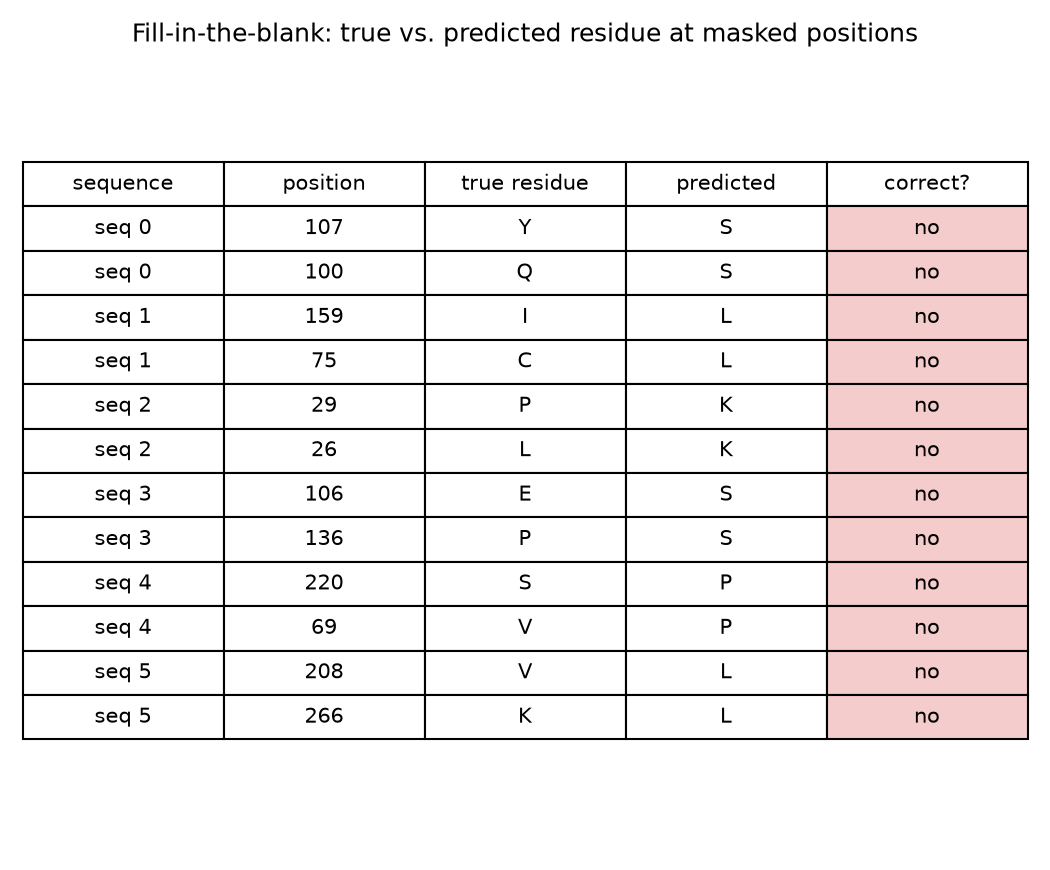 Fill-in-the-blank: true vs. predicted residue at masked positions
sequence position true residue predicted correct?
seq 0 107 Y S no
seq 0 100 Q S no
seq 1 159 I L no
seq 1 75 C L no
seq 2 29 P K no
seq 2 26 L K no
seq 3 106 E S no
seq 3 136 P S no
seq 4 220 S P no
seq 4 69 V P no
seq 5 208 V L no
seq 5 266 K L no